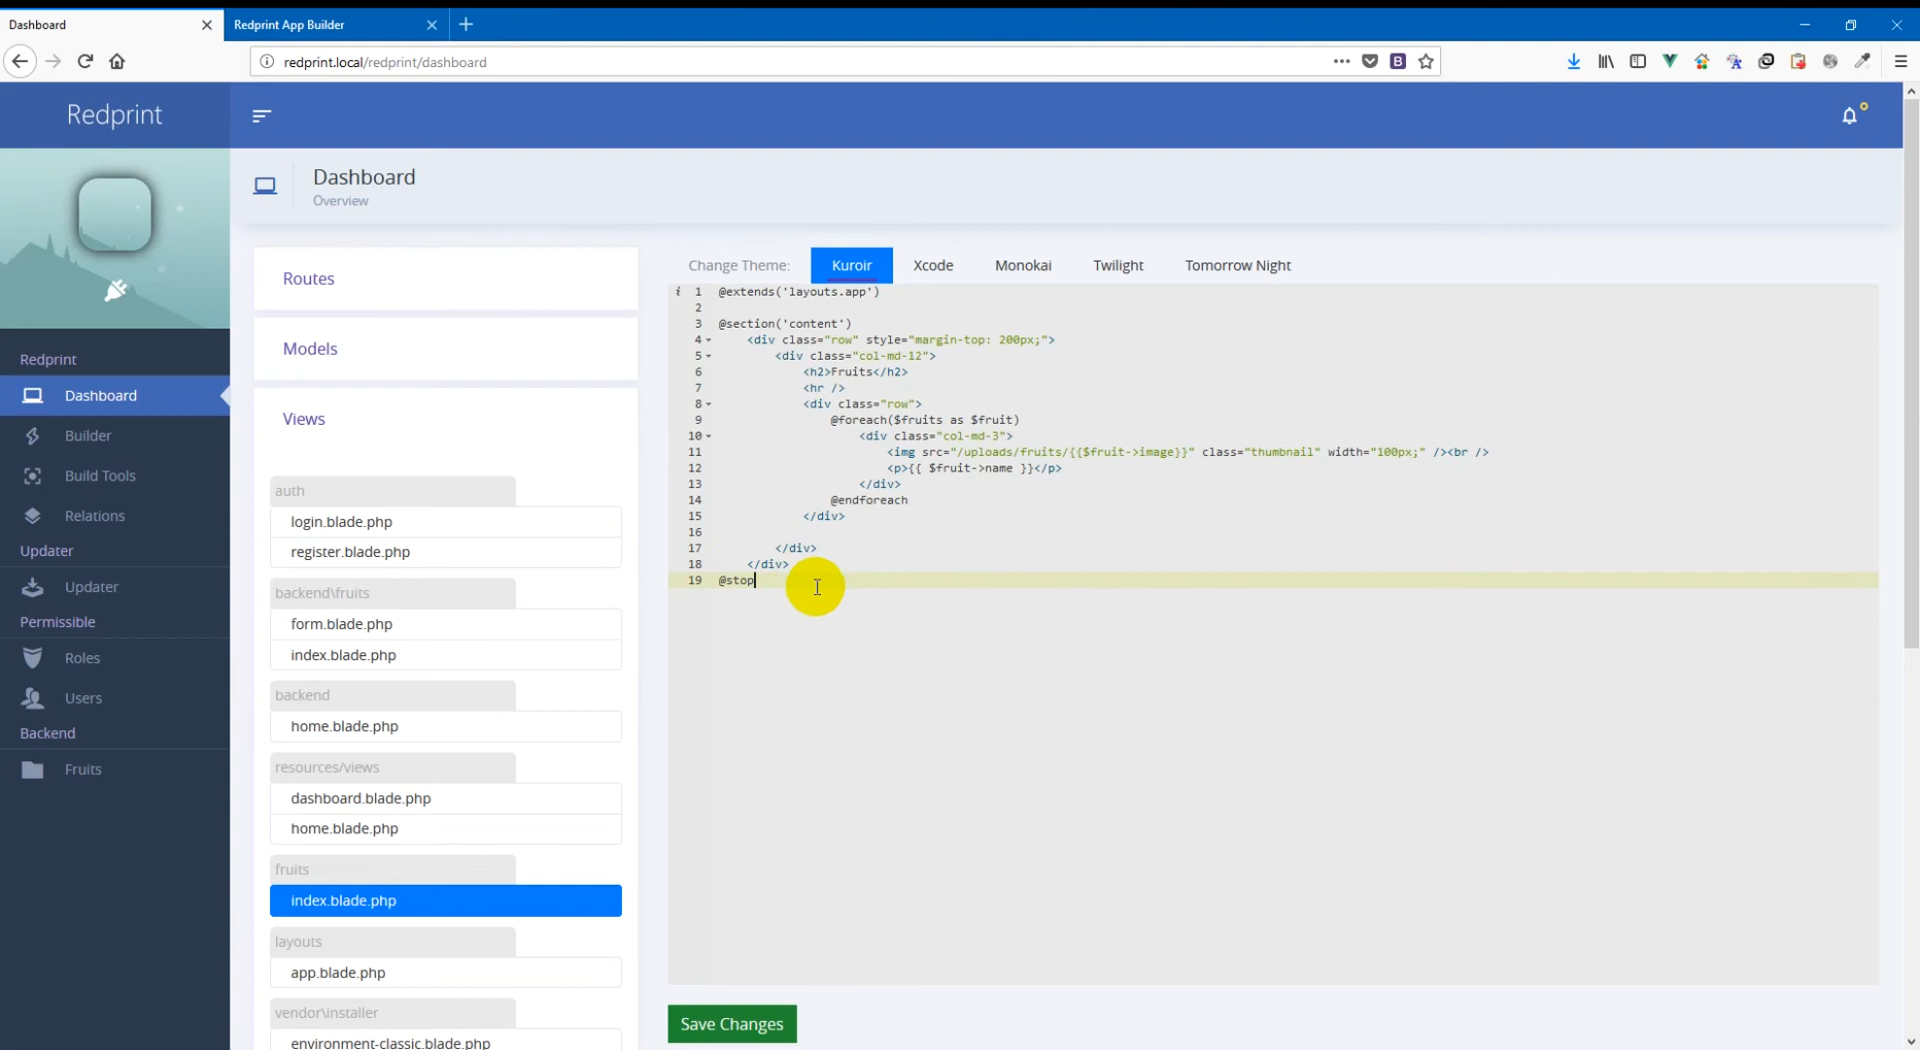 Dashboard
Redprint App Builder
redprint.local/redprint/dashboard
B
Redprint
Dashboard
Overview
Redprint
Dashboard
Builder
Build Tools
Relations
Updater
Updater
Permissible
Roles
Users
Backend
Fruits
Routes
Models
Views
auth
login.blade.php
register.blade.php
backend\fruits
form.blade.php
index.blade.php
backend
home.blade.php
resources/views
dashboard.blade.php
home.blade.php
fruits
index.blade.php
layouts
app.blade.php
vendor\installer
environment-classic.blade.php
Change Theme: Kuroir Xcode Monokai Twilight Tomorrow Night
i 1 @extends('layouts.app')
2
3 @section('content')
4 <div class="row" style="margin-top: 200px;">
5 <div class="col-md-12">
6 <h2>Fruits</h2>
7 <hr />
8 <div class="row">
9 @foreach($fruits as $fruit)
10 <div class="col-md-3">
11 <img src="/uploads/fruits/{{$fruit->image}}" class="thumbnail" width="100px;" /><br />
12 <p>{{ $fruit->name }}</p>
13 </div>
14 @endforeach
15 </div>
16
17 </div>
18 </div>
19 @stop
Save Changes